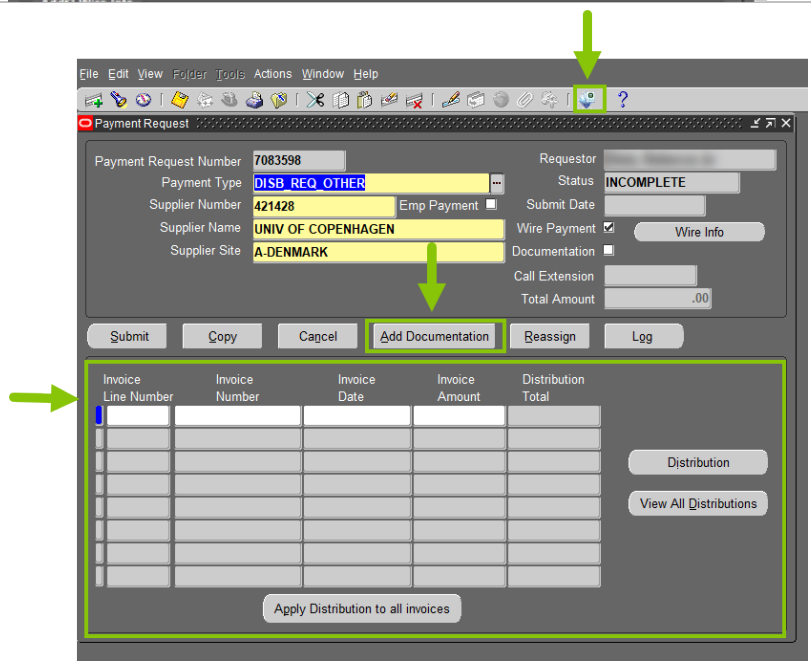 File Edit View Folder Tools Actions Window Help
?
Payment Request
Payment Request Number 7083598 Requestor
Payment Type DISB_REQ_OTHER ... Status INCOMPLETE
Supplier Number 421428 Emp Payment Submit Date
Supplier Name UNIV OF COPENHAGEN Wire Payment Wire Info
Supplier Site A-DENMARK Documentation
Call Extension
Total Amount .00
Submit Copy Cancel Add Documentation Reassign Log
Invoice Invoice Invoice Invoice Distribution
Line Number Number Date Amount Total
Distribution
View All Distributions
Apply Distribution to all invoices